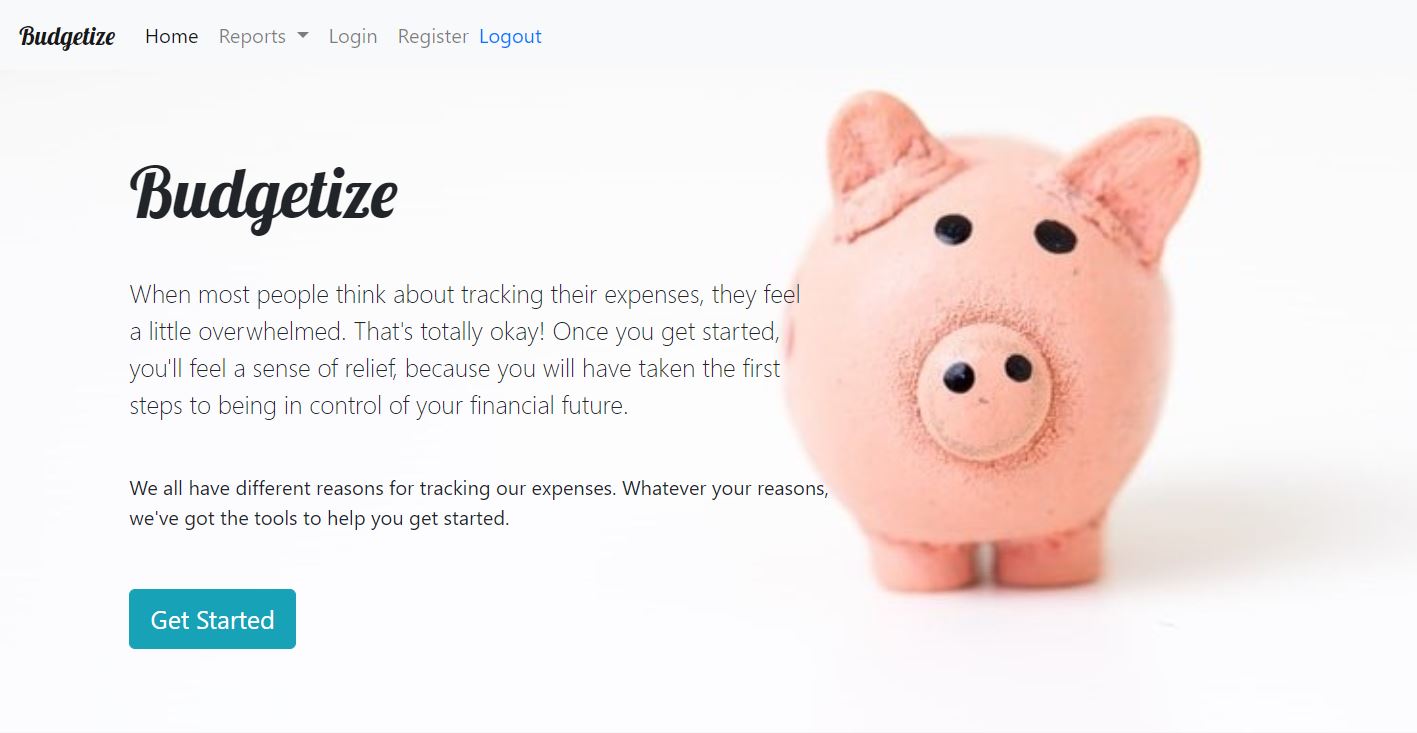 Budgetize Home Reports Login Register Logout
Budgetize
When most people think about tracking their expenses, they feel
a little overwhelmed. That's totally okay! Once you get started,
you'll feel a sense of relief, because you will have taken the first
steps to being in control of your financial future.
We all have different reasons for tracking our expenses. Whatever your reasons,
we've got the tools to help you get started.
Get Started